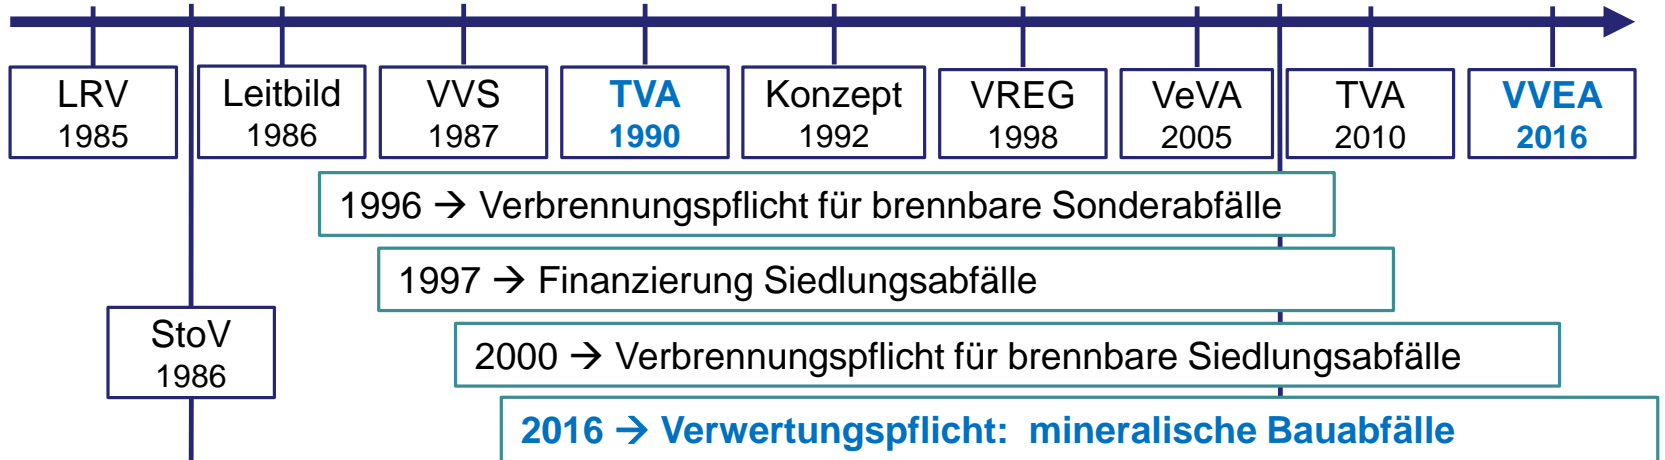 LRV
1985
Leitbild
1986
VVS
1987
TVA
1990
Konzept
1992
VREG
1998
VeVA
2005
TVA
2010
VVEA
2016
1996 → Verbrennungspflicht für brennbare Sonderabfälle
1997 → Finanzierung Siedlungsabfälle
StoV
1986
2000 → Verbrennungspflicht für brennbare Siedlungsabfälle
2016 → Verwertungspflicht: mineralische Bauabfälle